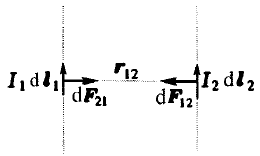 r₁₂
I₁ dl₁
I₂ dl₂
dF₂₁
dF₁₂